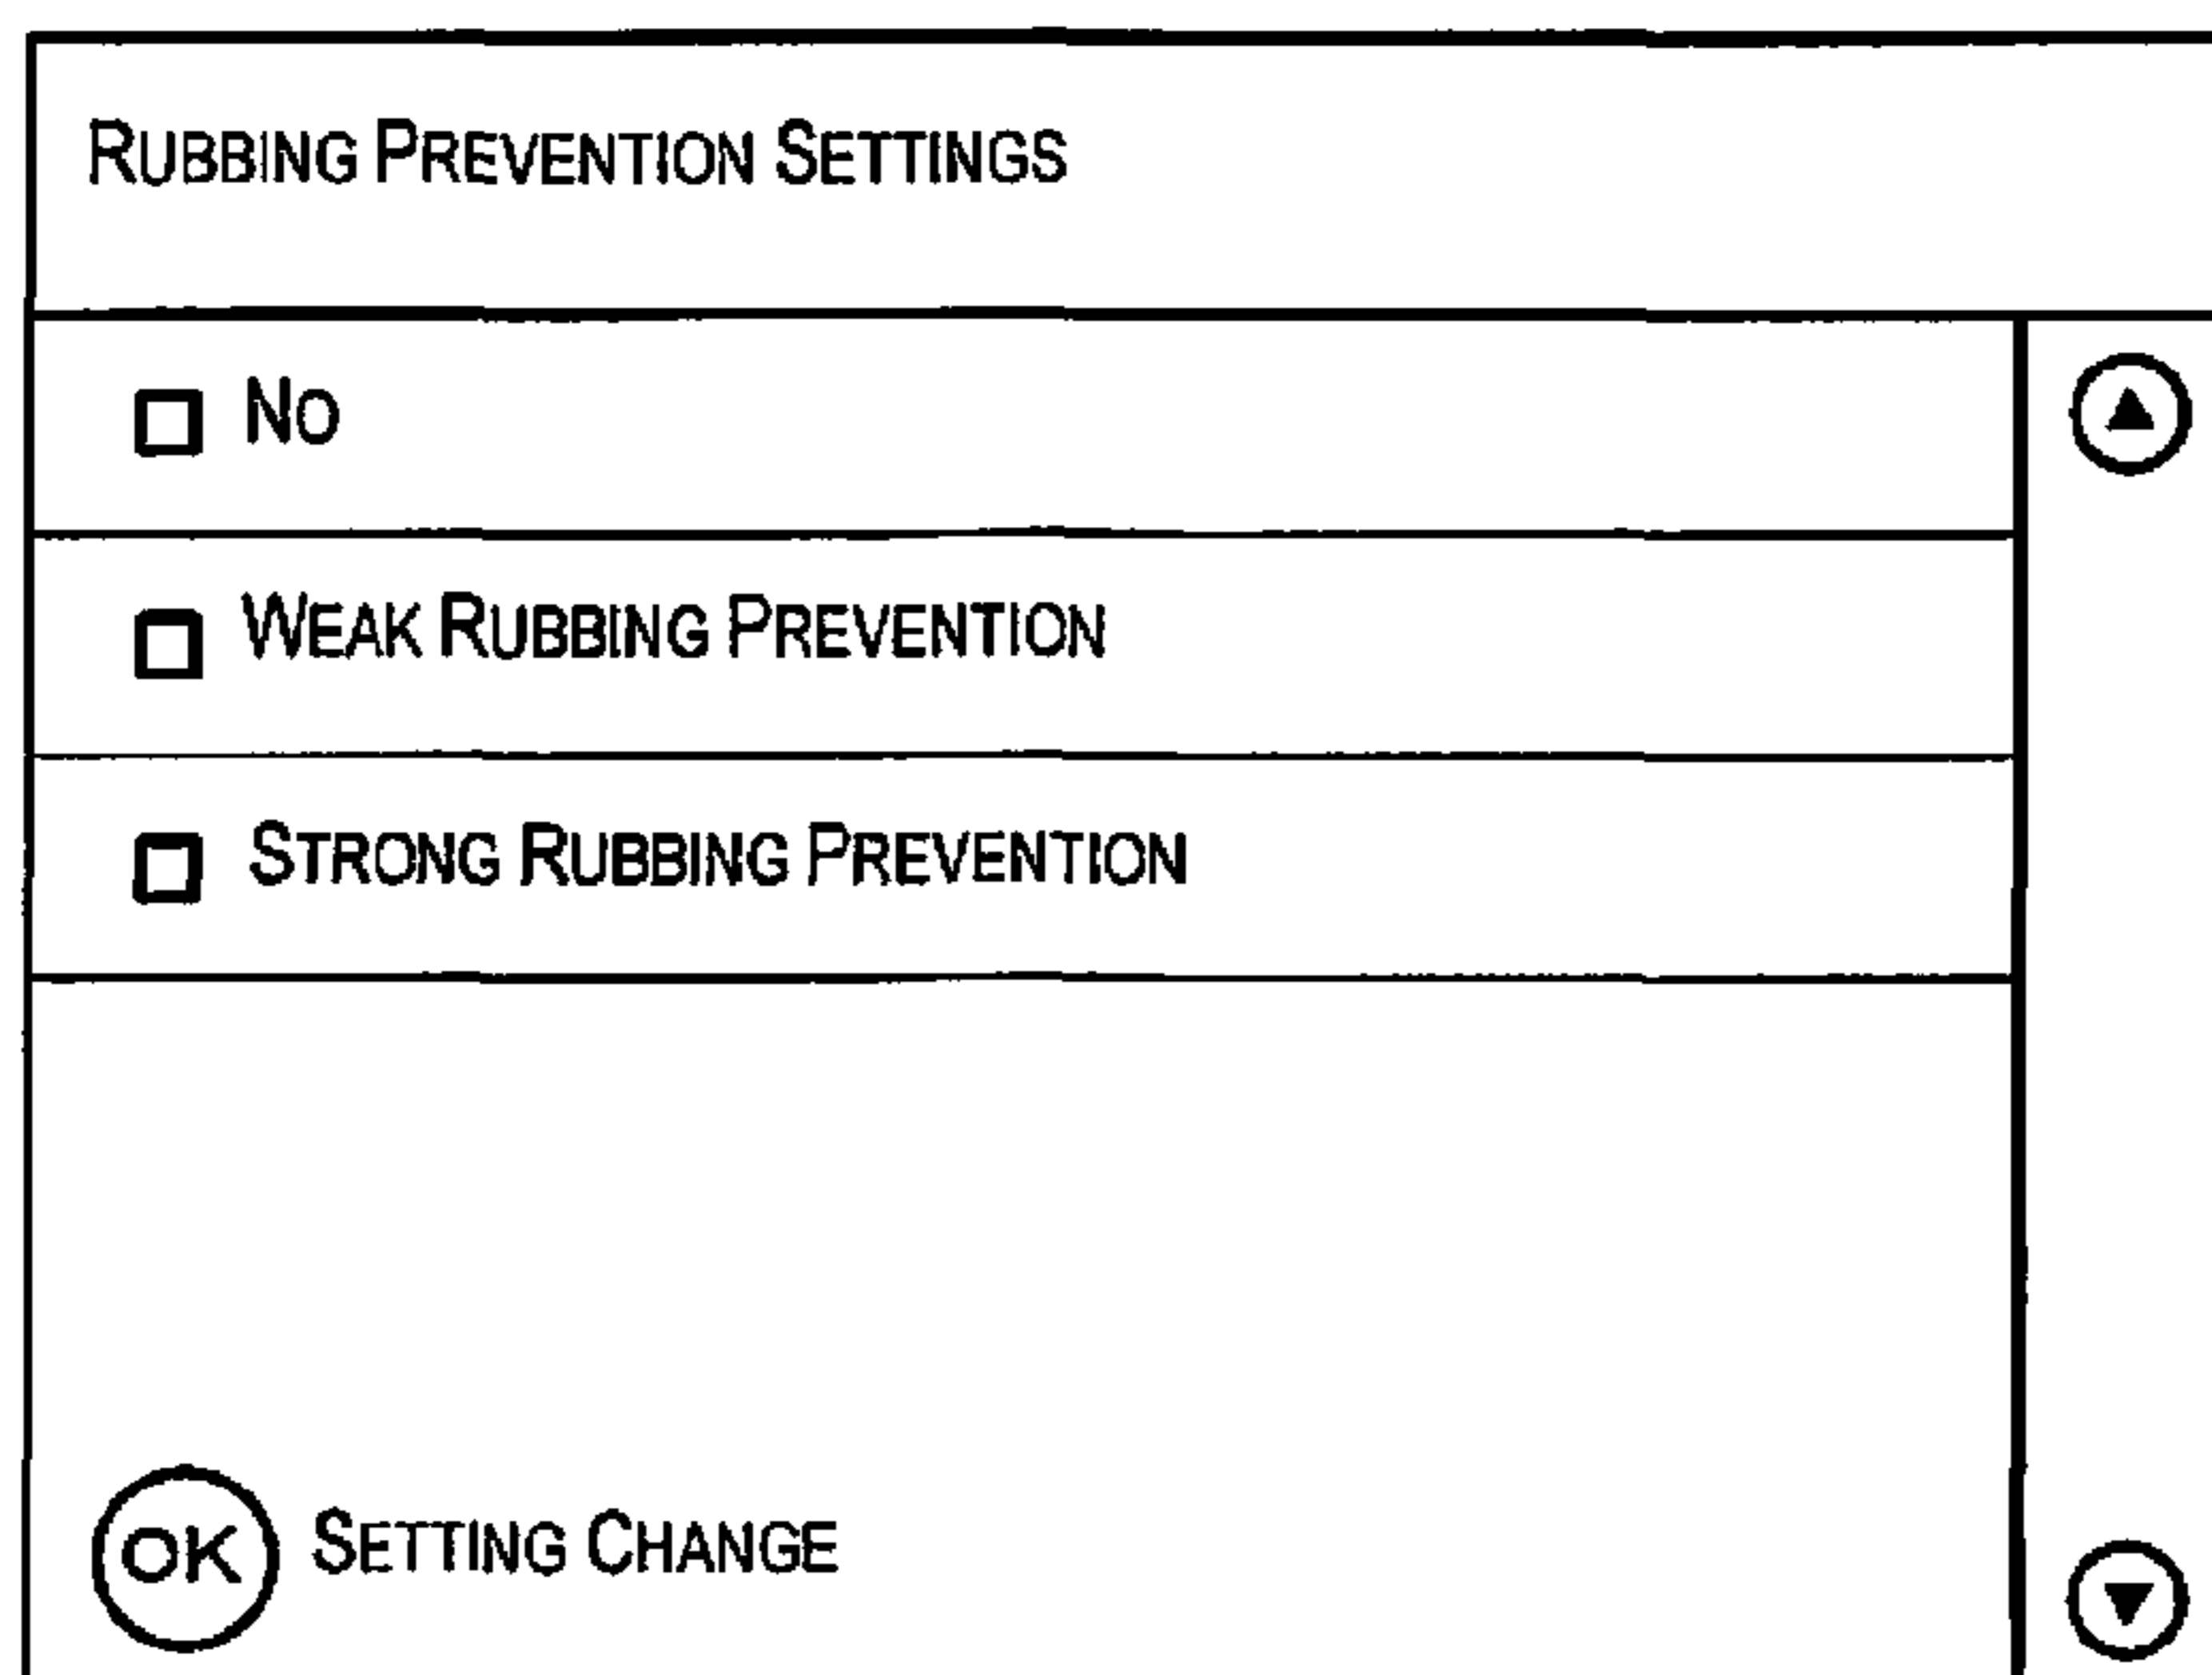 RUBBING PREVENTION SETTINGS
NO
WEAK RUBBING PREVENTION
STRONG RUBBING PREVENTION
OK SETTING CHANGE